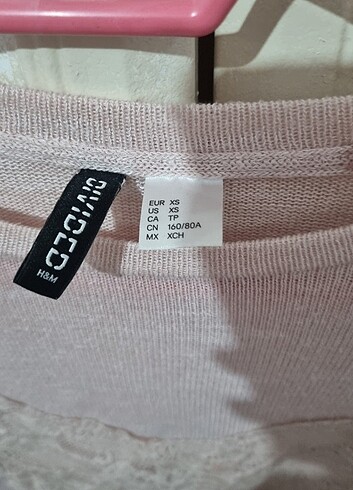 DIVIDED
H&M
EUR XS
US XS
CA TP
CN 160/80A
MX XCH